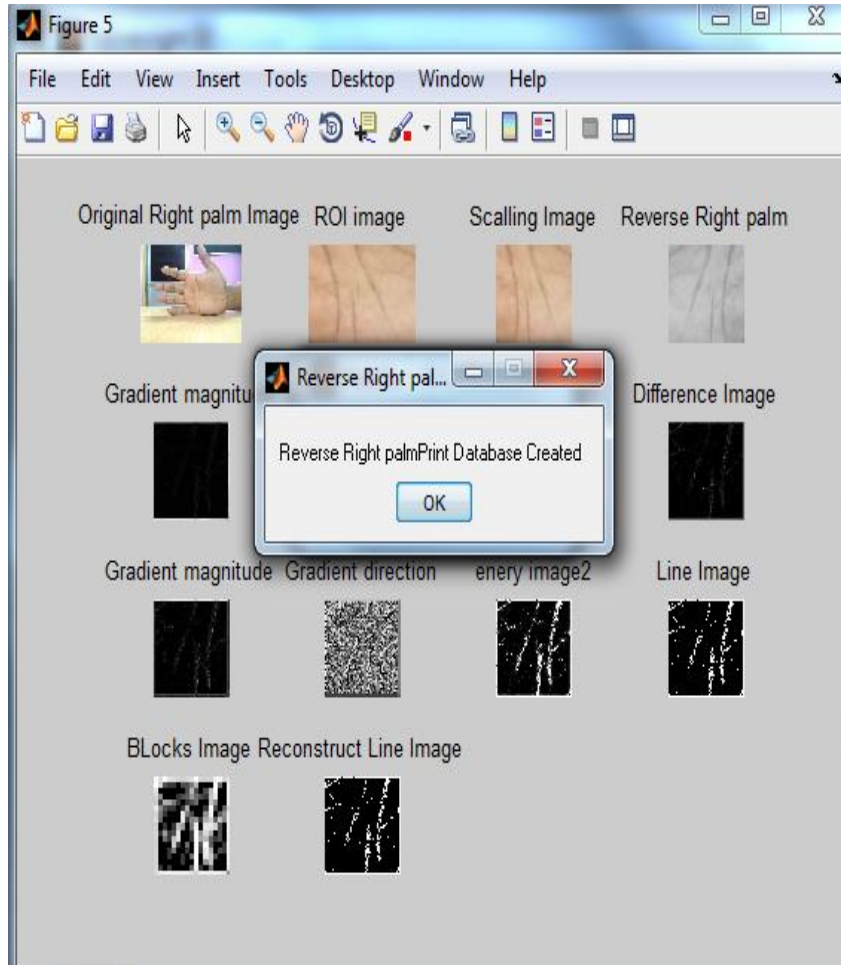 Figure 5
File Edit View Insert Tools Desktop Window Help
Original Right palm Image ROI image Scalling Image Reverse Right palm
Reverse Right pal...
Gradient magnitu Difference Image
Reverse Right palmPrint Database Created
OK
Gradient magnitude Gradient direction enery image2 Line Image
BLocks Image Reconstruct Line Image